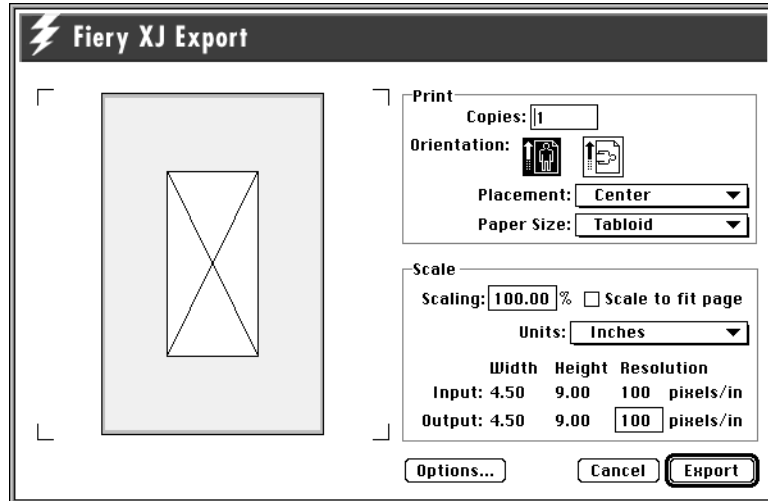 Fiery XJ Export
Print
Copies: 1
Orientation:
Placement: Center
Paper Size: Tabloid
Scale
Scaling: 100.00 % Scale to fit page
Units: Inches
Width Height Resolution
Input: 4.50 9.00 100 pixels/in
Output: 4.50 9.00 100 pixels/in
Options... Cancel Export